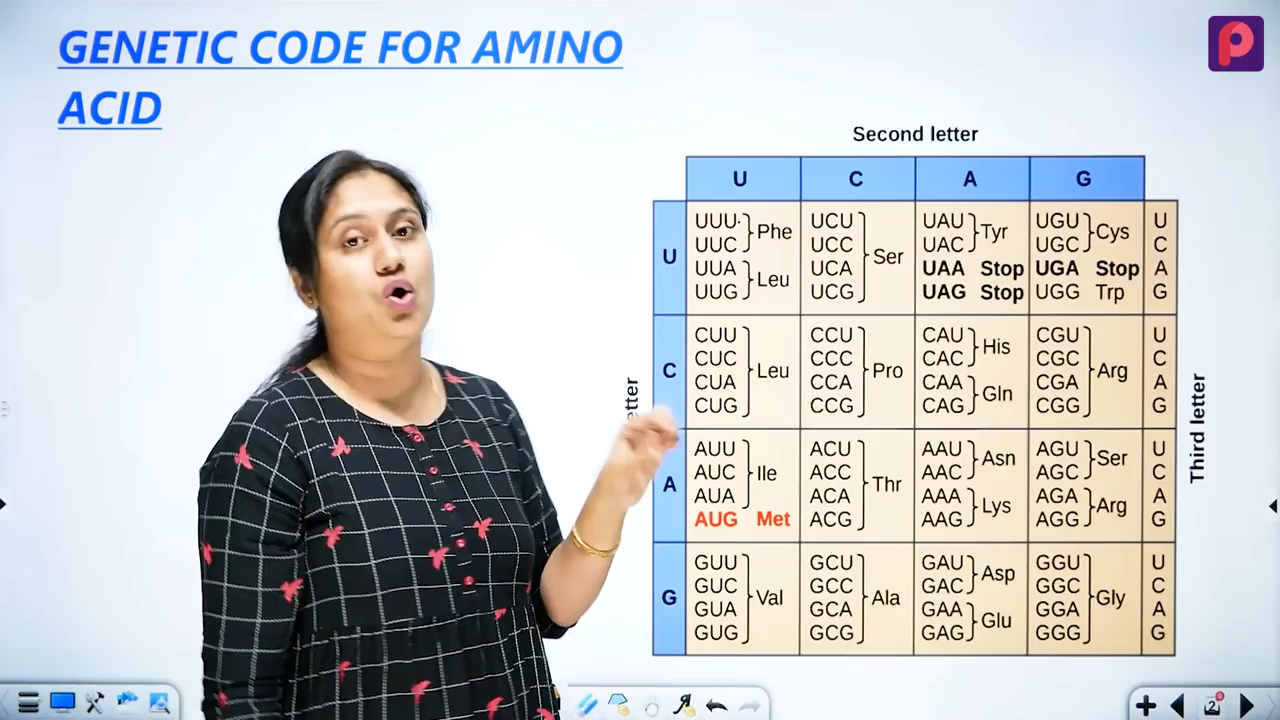 GENETIC CODE FOR AMINO
ACID
Second letter
U C A G
U
UUU Phe UCU Ser UAU Tyr UGU Cys U
UUC UCC UAC UGC C
UUA Leu UCA UAA Stop UGA Stop A
UUG UCG UAG Stop UGG Trp G
C
CUU Leu CCU Pro CAU His CGU Arg U
CUC CCC CAC CGC C
CUA CCA CAA Gln CGA A
CUG CCG CAG CGG G
A
AUU Ile ACU Thr AAU Asn AGU Ser U
AUC ACC AAC AGC C
AUA ACA AAA Lys AGA Arg A
AUG Met ACG AAG AGG G
G
GUU Val GCU Ala GAU Asp GGU Gly U
GUC GCC GAC GGC C
GUA GCA GAA Glu GGA A
GUG GCG GAG GGG G
etter
Third letter
2